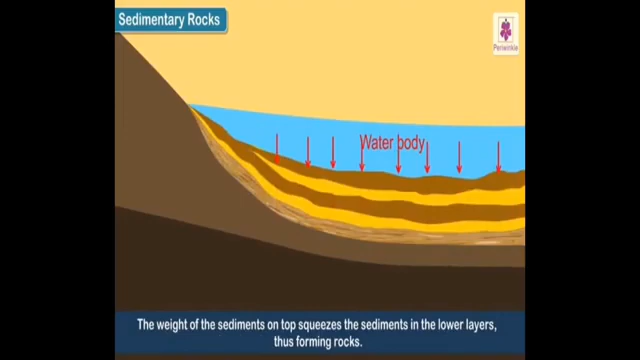 Sedimentary Rocks
Periwinkle
Water body
The weight of the sediments on top squeezes the sediments in the lower layers,
thus forming rocks.